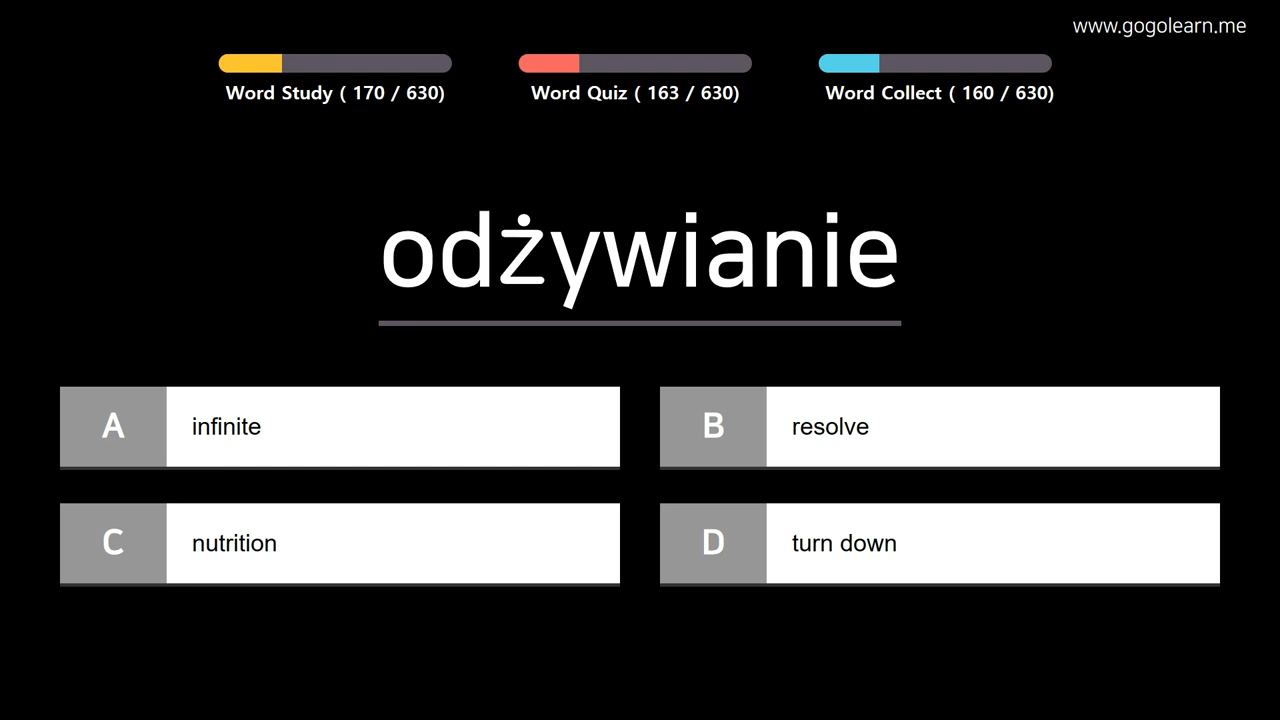 www.gogolearn.me
Word Study ( 170 / 630)
Word Quiz ( 163 / 630)
Word Collect ( 160 / 630)
odżywianie
A infinite
B resolve
C nutrition
D turn down